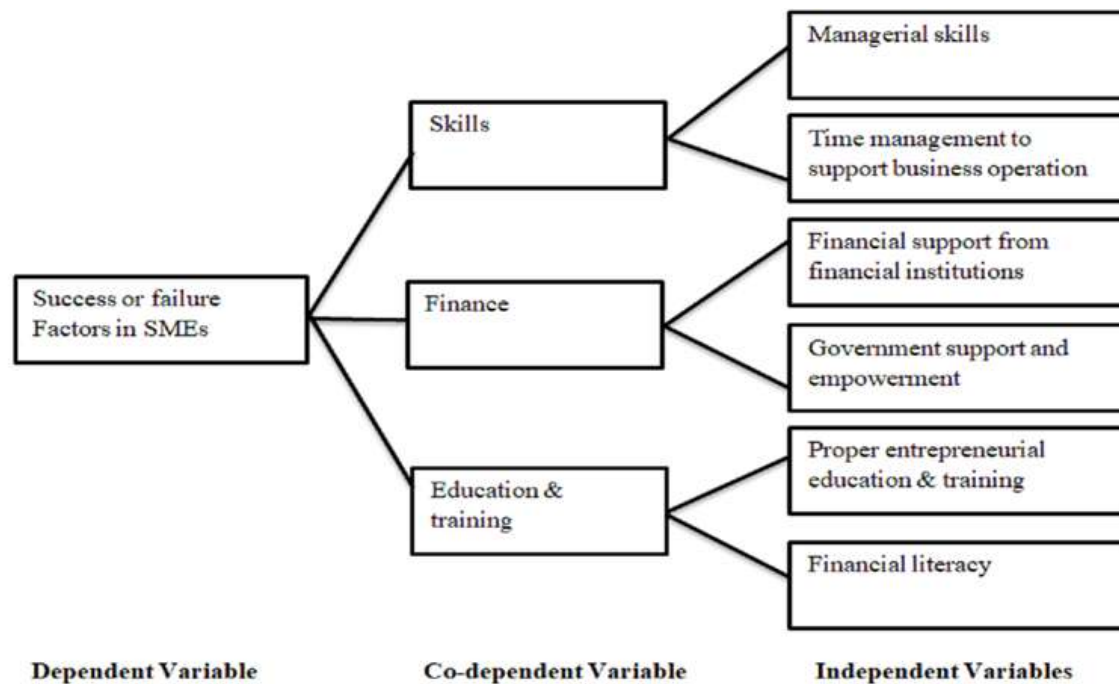 Success or failure
Factors in SMEs
Skills
Finance
Education &
training
Managerial skills
Time management to
support business operation
Financial support from
financial institutions
Government support and
empowerment
Proper entrepreneurial
education & training
Financial literacy
Dependent Variable
Co-dependent Variable
Independent Variables